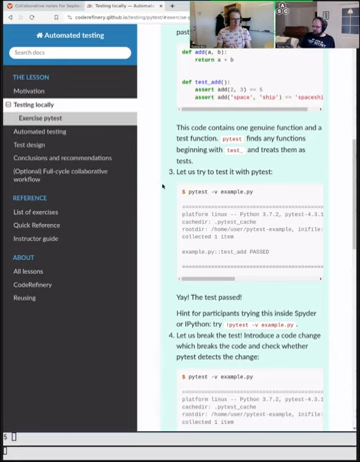 Collaborative notes for Septem
Testing locally — Automated
coderefinery.github.io/testing/pytest/#exercise-p
Automated testing
Search docs
THE LESSON
Motivation
Testing locally
Exercise pytest
Automated testing
Test design
Conclusions and recommendations
(Optional) Full-cycle collaborative
workflow
REFERENCE
List of exercises
Quick Reference
Instructor guide
ABOUT
All lessons
CodeRefinery
Reusing
past
def add(a, b):
return a + b
def test_add():
assert add(2, 3) == 5
assert add('space', 'ship') == 'spaceshi
This code contains one genuine function and a
test function. pytest finds any functions
beginning with test_ and treats them as
tests.
3. Let us try to test it with pytest:
$ pytest -v example.py
platform linux -- Python 3.7.2, pytest-4.3.1
cachedir: .pytest_cache
rootdir: /home/user/pytest-example, inifile:
collected 1 item
example.py::test_add PASSED
Yay! The test passed!
Hint for participants trying this inside Spyder
or IPython: try !pytest -v example.py .
4. Let us break the test! Introduce a code change
which breaks the code and check whether
pytest detects the change:
$ pytest -v example.py
platform linux -- Python 3.7.2, pytest-4.3.1
cachedir: .pytest_cache
rootdir: /home/user/pytest-example, inifile:
collected 1 item